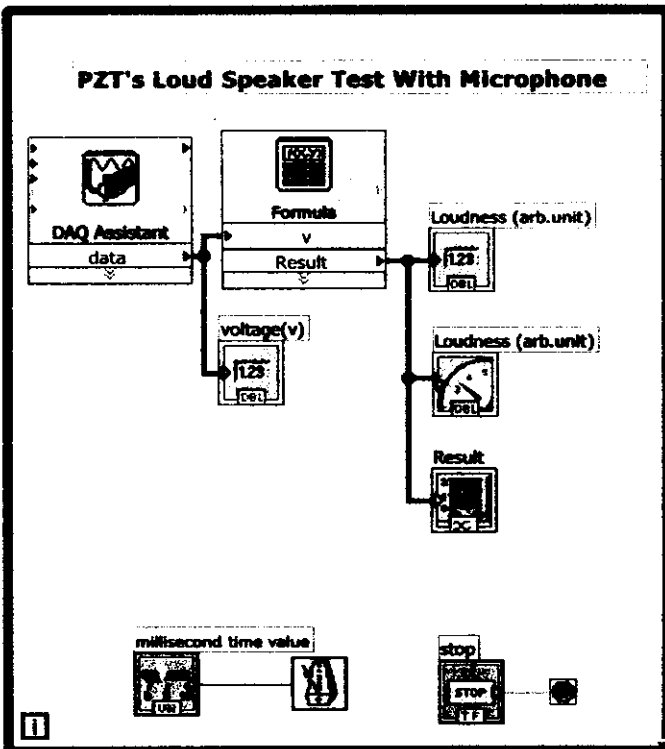 PZT's Loud Speaker Test With Microphone
DAQ Assistant
data
Formula
v
Result
voltage(v)
1.23
DBL
Loudness (arb.unit)
1.23
DBL
Loudness (arb.unit)
DBL
Result
millisecond time value
stop
STOP
TF
i